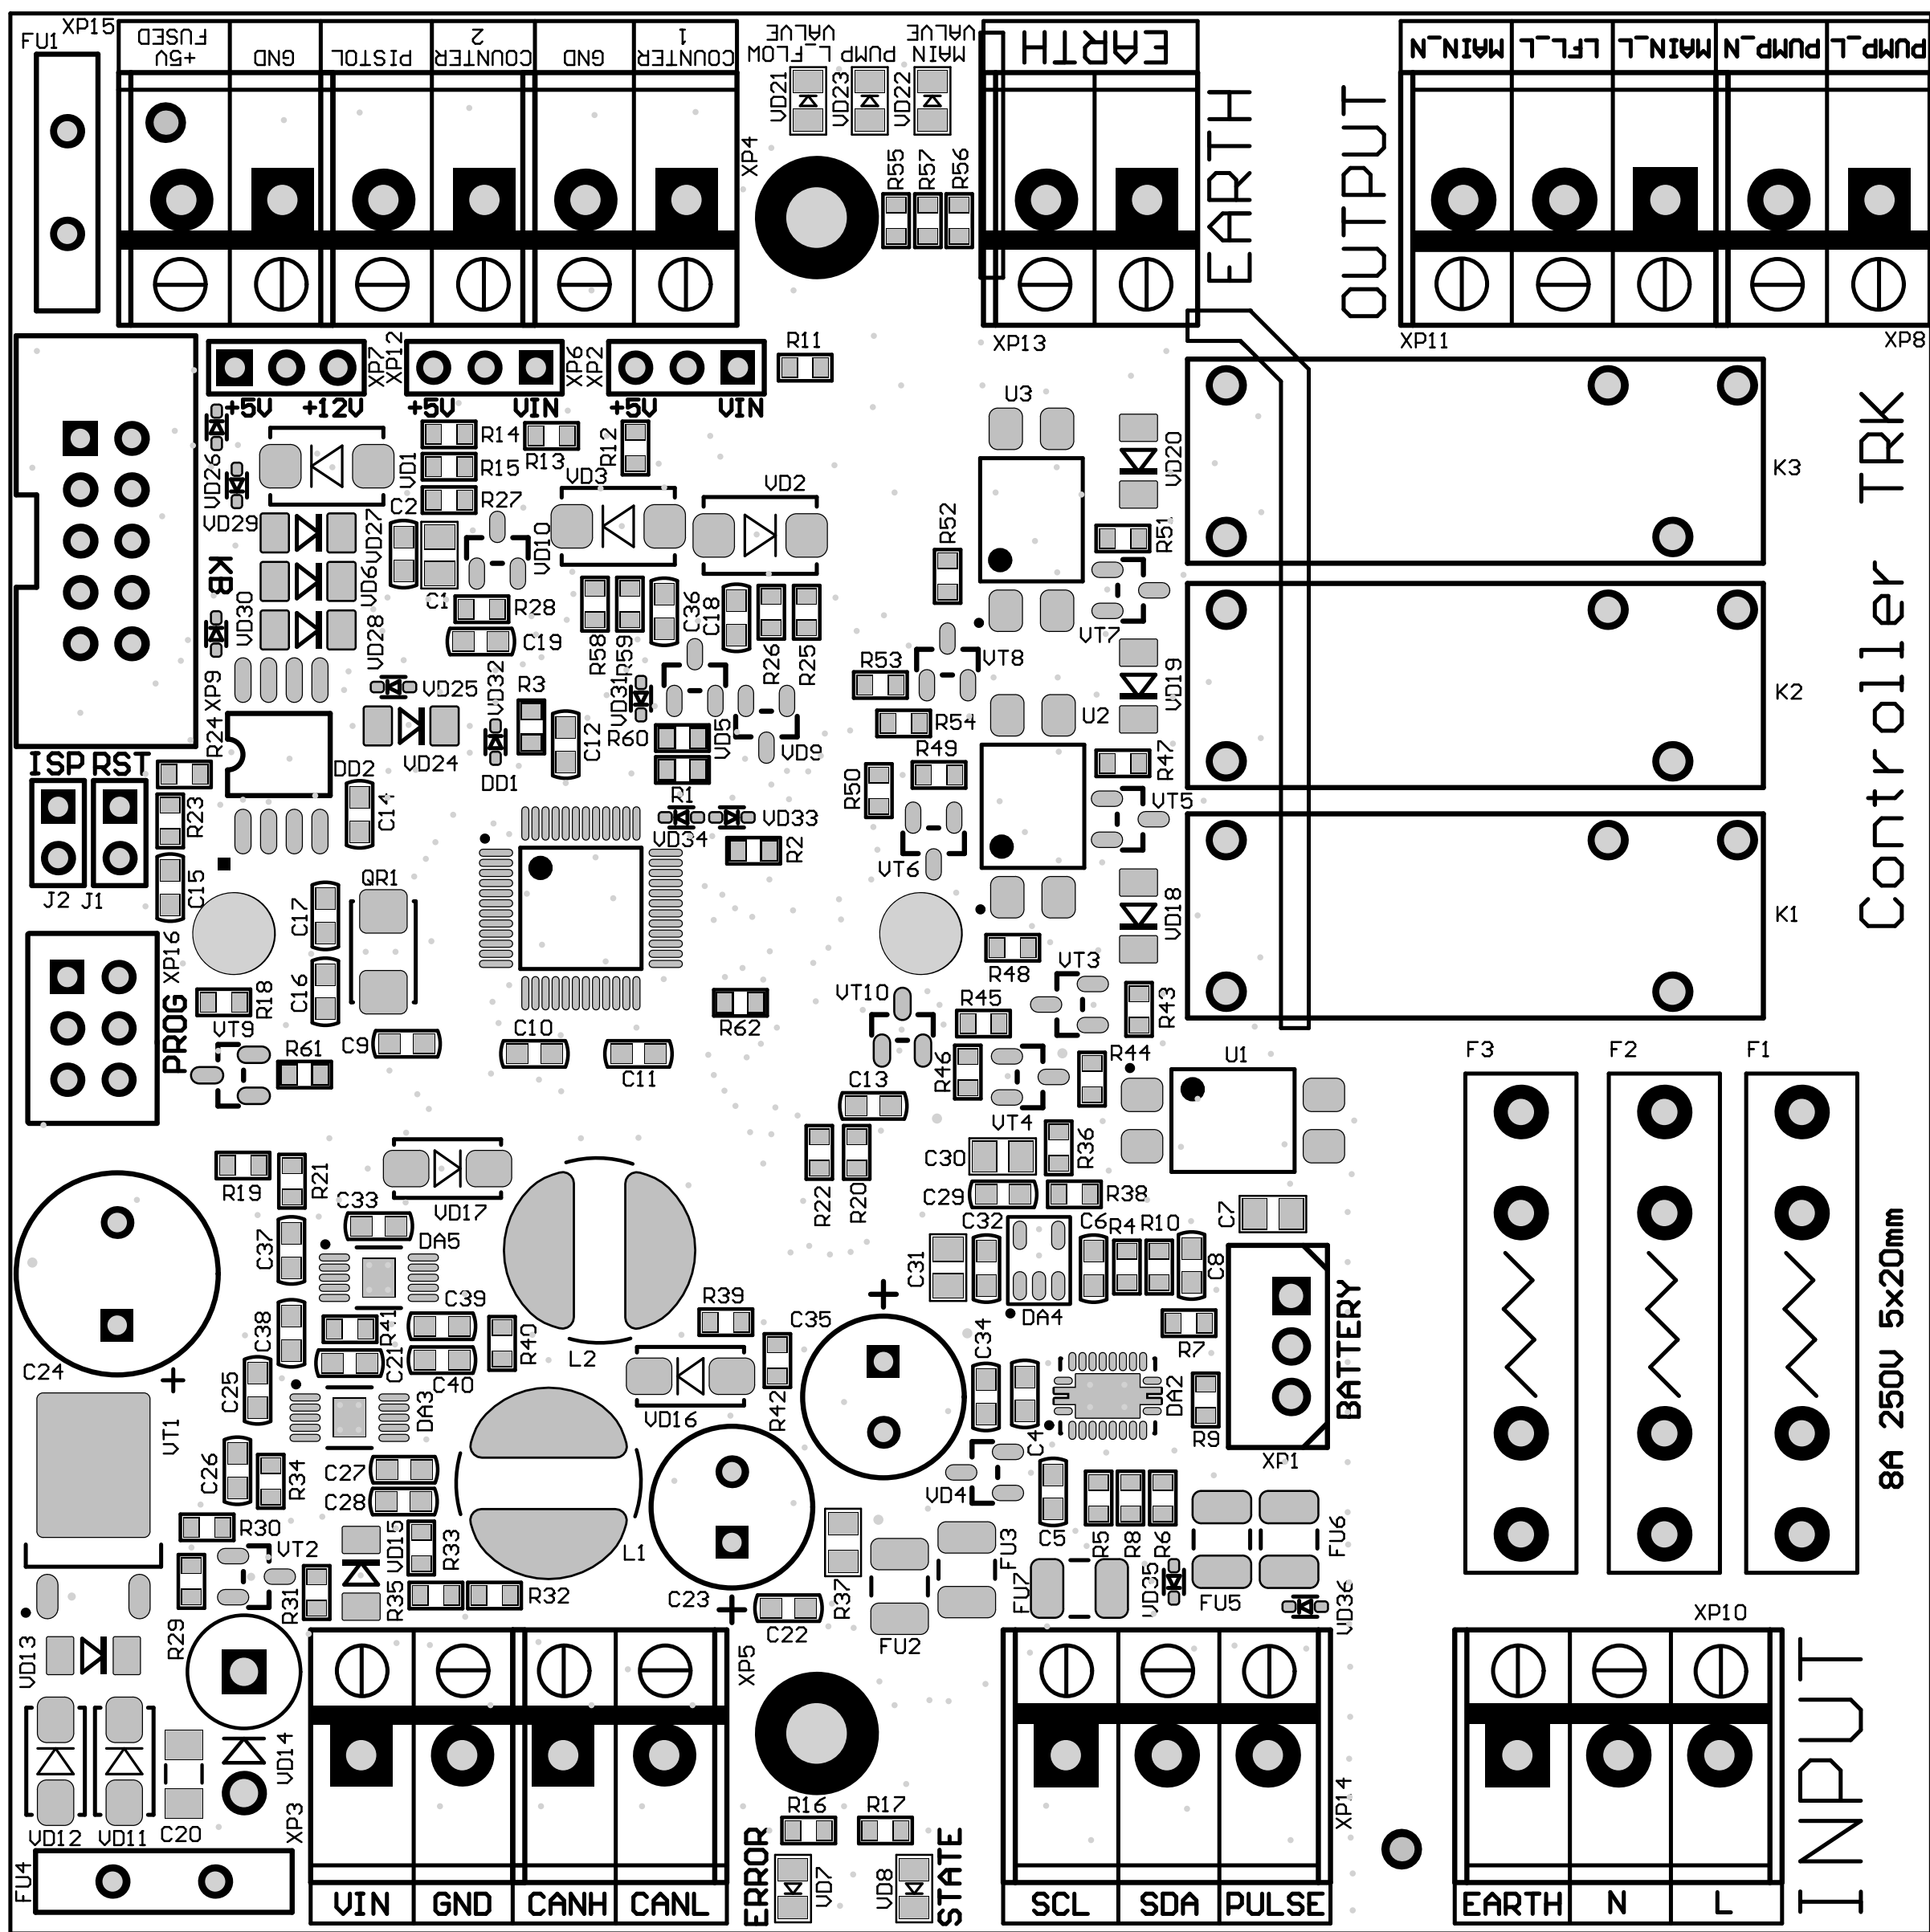 XP15
FU1
+5V
FUSED
GND
PISTOL
COUNTER
2
GND
COUNTER
1
L_FLOW
VALVE
PUMP
MAIN
VALVE
VD21
VD23
VD22
EARTH
MAIN_N
LFL_L
MAIN_L
PUMP_N
PUMP_L
XP4
R55
R57
R56
EARTH
OUTPUT
XP13
XP11
XP8
XP7
XP12
XP6
XP2
R11
+5V
+12V
+5V
VIN
+5V
VIN
U3
R14
R13
R12
R15
R27
VD26
VD29
VD1
VD3
VD2
C2
VD20
K3
Controller TRK
VD27
VD10
R52
R51
KB
VD6
C1
R28
VD30
VD28
C19
R58
R59
C36
C18
R26
R25
VT7
VT8
R53
XP9
VD25
VD32
R3
VD31
VD19
K2
R24
VD24
DD1
C12
R60
VD5
VD9
R54
U2
R49
R47
ISP
RST
DD2
R1
R50
R23
C14
VD34
VD33
R2
VT5
VT6
J2
J1
C15
QR1
C17
VD18
K1
XP16
R48
VT3
C16
R18
PROG
VT9
R61
C9
C10
C11
R62
VT10
R45
R43
R46
R44
C13
VT4
U1
F3
F2
F1
R19
R21
C33
VD17
R22
R20
C30
R36
C29
R38
C7
C37
DA5
C32
C6
R4
R10
C31
C8
DA4
C38
R41
C39
R40
R39
C35
C34
R7
BATTERY
C24
+
+
C21
C40
L2
VD16
R42
C25
DA3
DA2
R9
8A 250V 5x20mm
VT1
C26
R34
C27
C28
C4
VD4
XP1
R30
VT2
VD15
R33
L1
C5
R5
R8
R6
FU6
FU3
R29
R31
R35
R32
C23
+
C22
R37
FU2
FU7
VD35
FU5
VD36
XP10
VD13
XP5
VD14
VD12
VD11
C20
XP3
R16
R17
XP14
INPUT
FU4
ERROR
VD7
VD8
STATE
VIN
GND
CANH
CANL
SCL
SDA
PULSE
EARTH
N
L